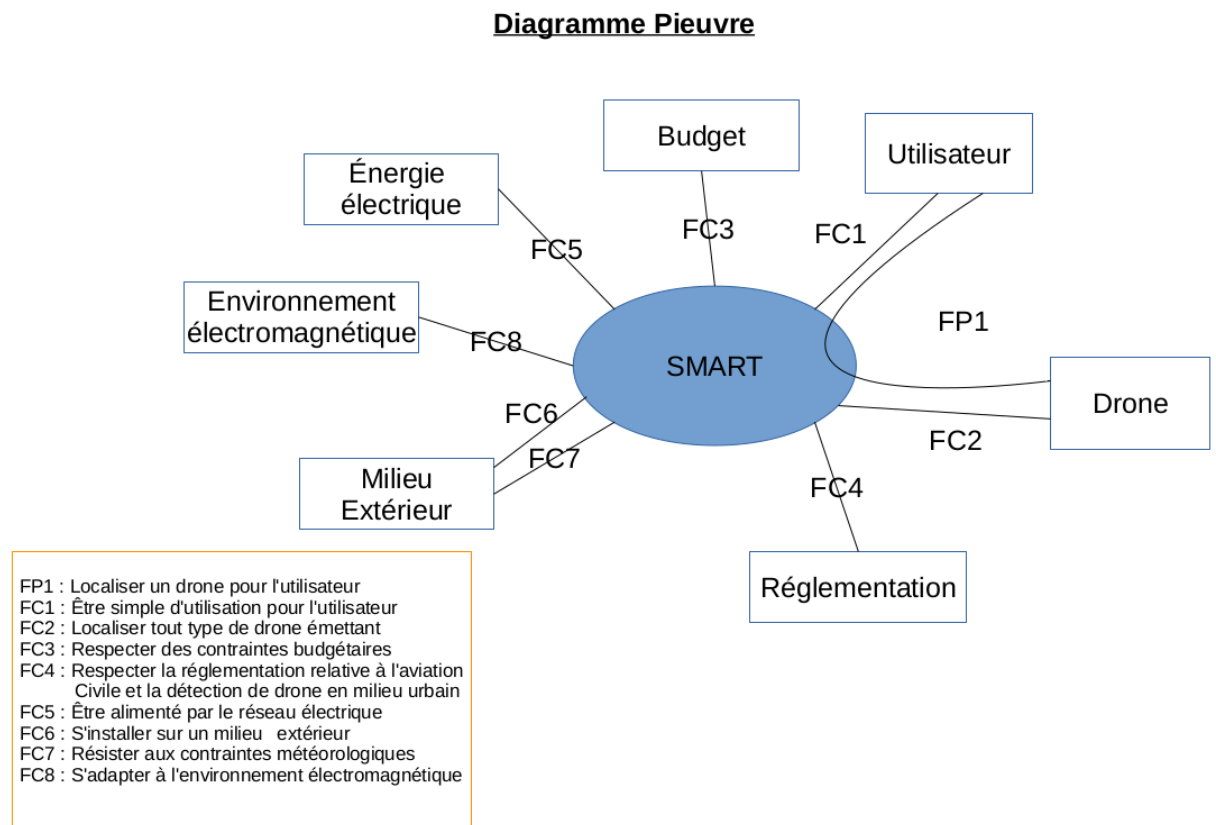 Diagramme Pieuvre
Budget
Utilisateur
Énergie
électrique
FC3
FC1
FC5
Environnement
électromagnétique
FP1
FC8
SMART
Drone
FC6
FC2
FC7
Milieu
Extérieur
FC4
Réglementation
FP1 : Localiser un drone pour l'utilisateur
FC1 : Être simple d'utilisation pour l'utilisateur
FC2 : Localiser tout type de drone émettant
FC3 : Respecter des contraintes budgétaires
FC4 : Respecter la réglementation relative à l'aviation
Civile et la détection de drone en milieu urbain
FC5 : Être alimenté par le réseau électrique
FC6 : S'installer sur un milieu extérieur
FC7 : Résister aux contraintes météorologiques
FC8 : S'adapter à l'environnement électromagnétique